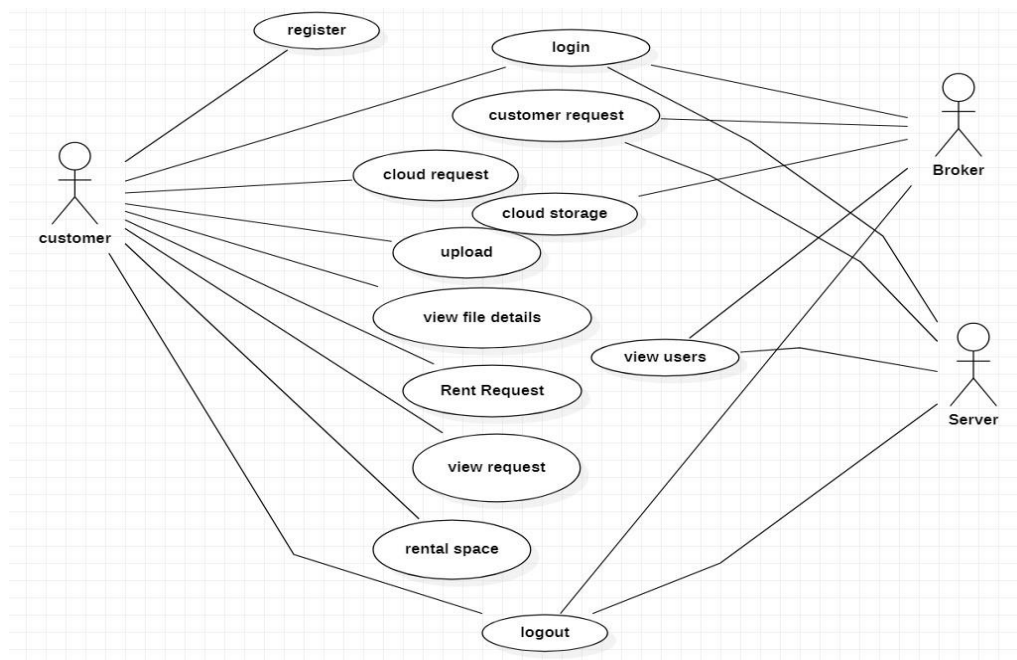 register
login
customer request
Broker
cloud request
cloud storage
customer
upload
view file details
view users
Rent Request
Server
view request
rental space
logout